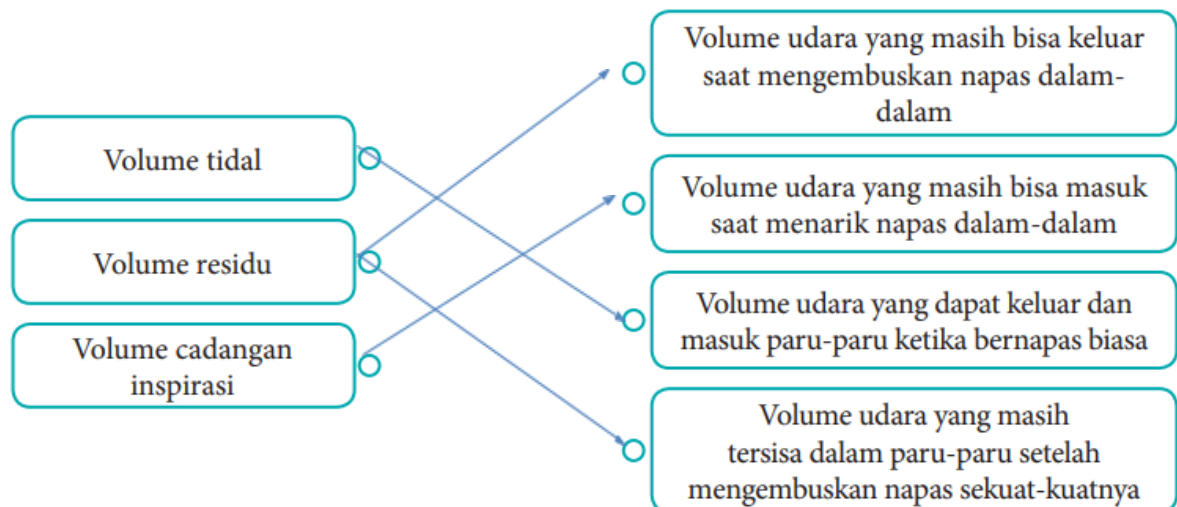 Volume tidal
Volume residu
Volume cadangan
inspirasi
Volume udara yang masih bisa keluar
saat mengembuskan napas dalam-
dalam
Volume udara yang masih bisa masuk
saat menarik napas dalam-dalam
Volume udara yang dapat keluar dan
masuk paru-paru ketika bernapas biasa
Volume udara yang masih
tersisa dalam paru-paru setelah
mengembuskan napas sekuat-kuatnya